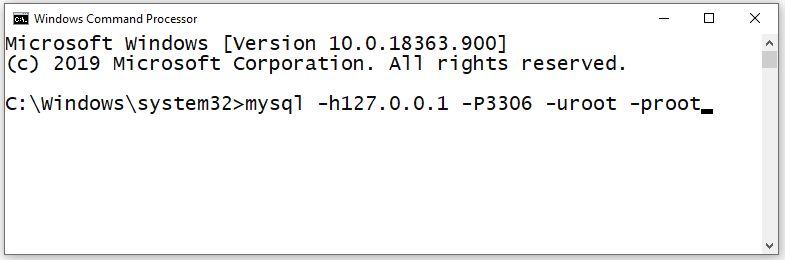 Windows Command Processor
Microsoft Windows [Version 10.0.18363.900]
(c) 2019 Microsoft Corporation. All rights reserved.
C:\Windows\system32>mysql -h127.0.0.1 -P3306 -uroot -proot